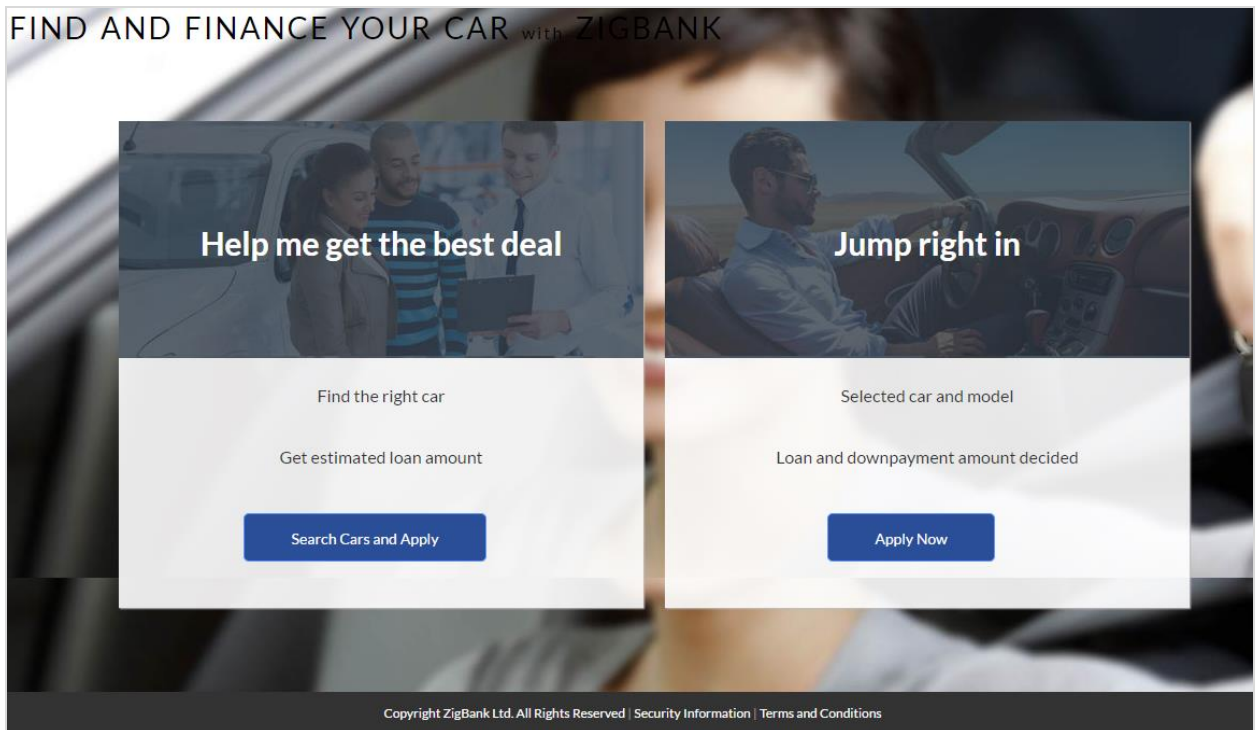 FIND AND FINANCE YOUR CAR with ZIGBANK
Help me get the best deal
Jump right in
Find the right car
Get estimated loan amount
Search Cars and Apply
Selected car and model
Loan and downpayment amount decided
Apply Now
Copyright ZigBank Ltd. All Rights Reserved | Security Information | Terms and Conditions